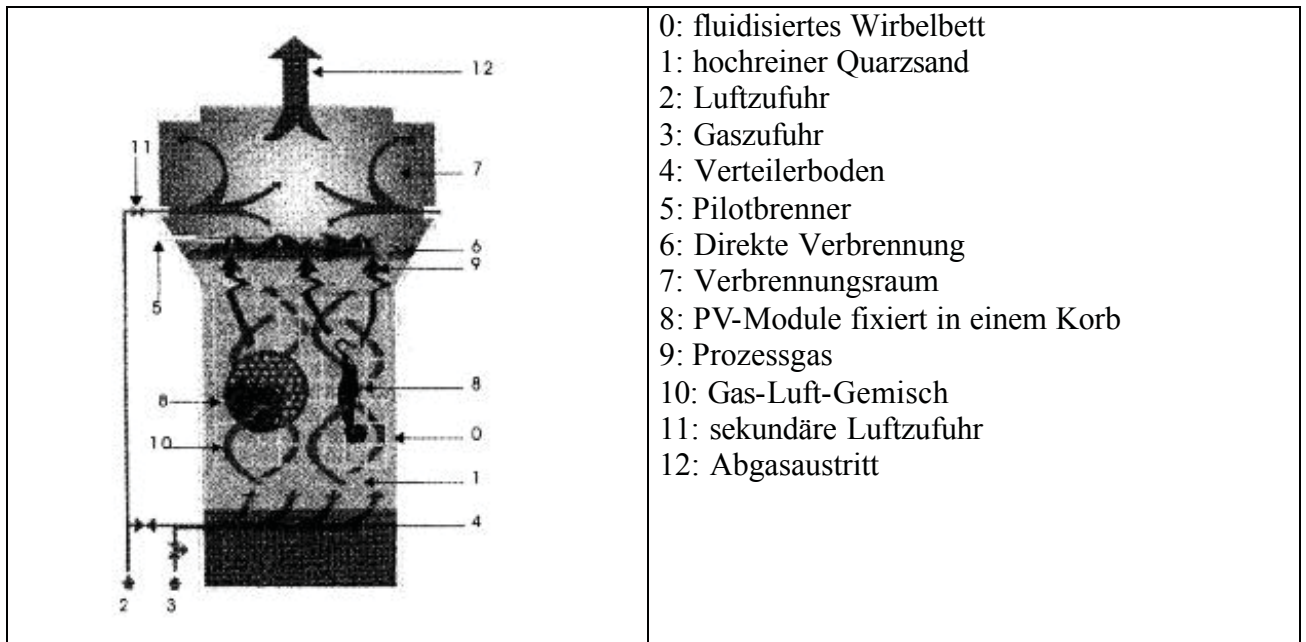 12
11
7
6
9
5
8
8
0
10
1
4
2
3
0: fluidisiertes Wirbelbett
1: hochreiner Quarzsand
2: Luftzufuhr
3: Gaszufuhr
4: Verteilerboden
5: Pilotbrenner
6: Direkte Verbrennung
7: Verbrennungsraum
8: PV-Module fixiert in einem Korb
9: Prozessgas
10: Gas-Luft-Gemisch
11: sekundäre Luftzufuhr
12: Abgasaustritt